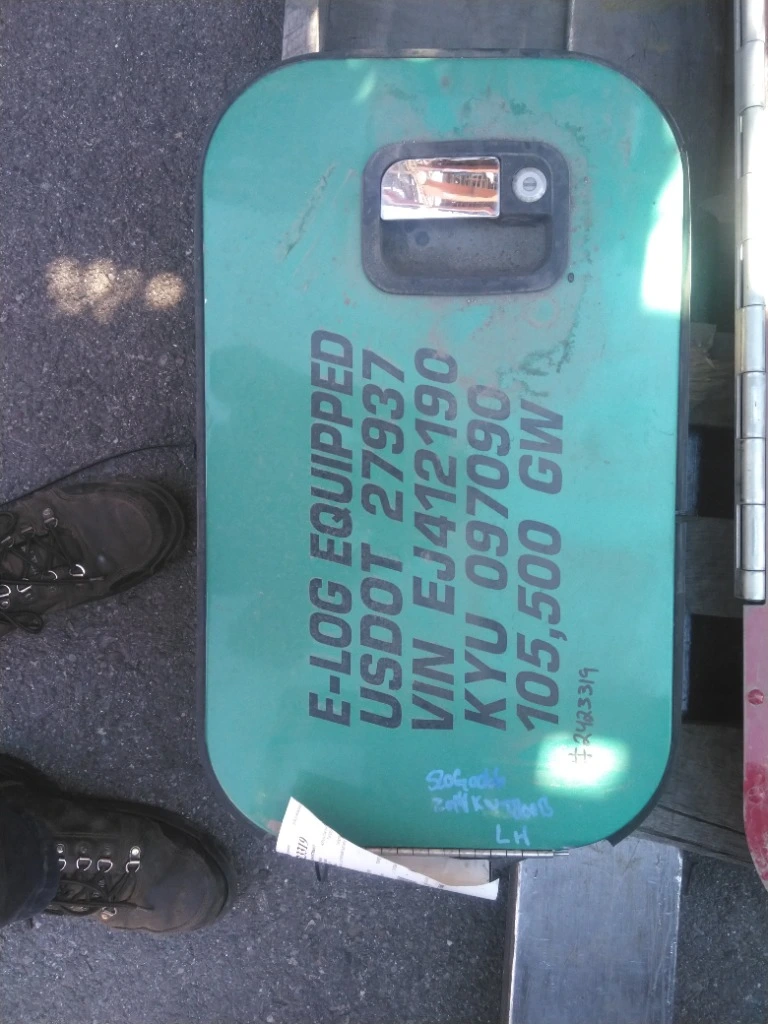 E-LOG EQUIPPED
USDOT 27937
VIN EJ412190
KYU 097090
105,500 GW
2423319
LH